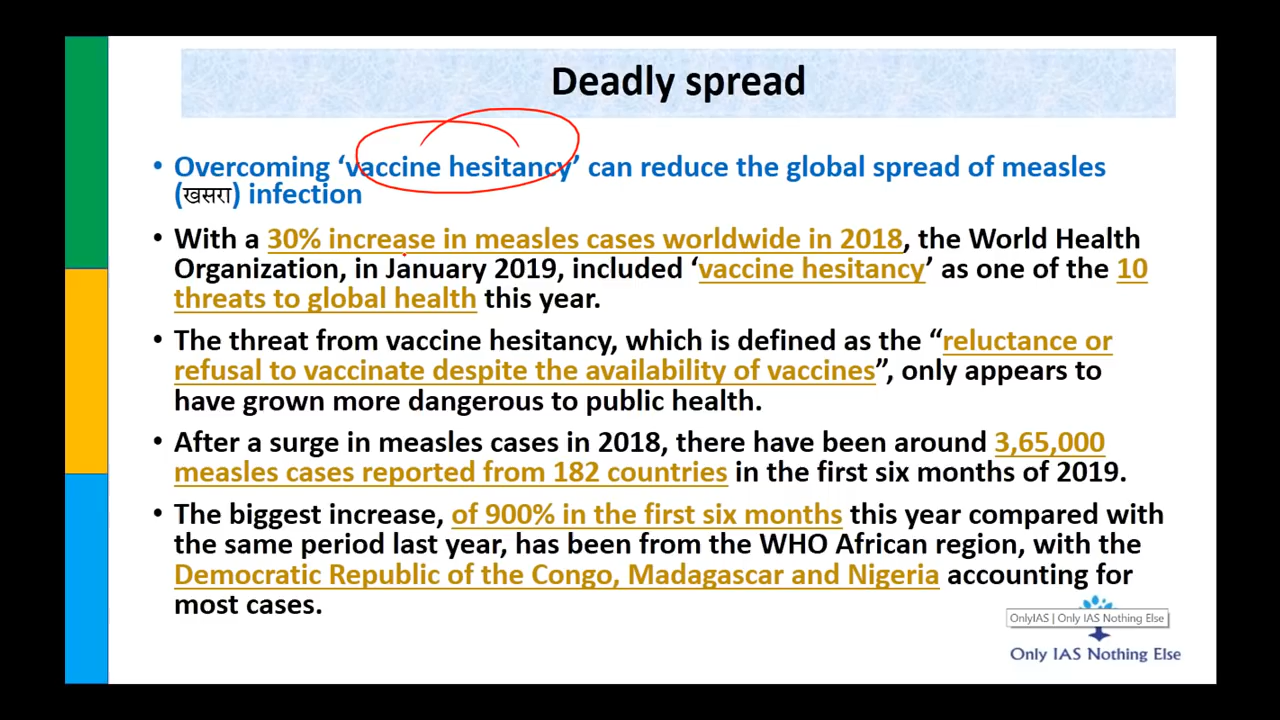 Deadly spread
• Overcoming ‘vaccine hesitancy’ can reduce the global spread of measles
(खसरा) infection
• With a 30% increase in measles cases worldwide in 2018, the World Health
Organization, in January 2019, included ‘vaccine hesitancy’ as one of the 10
threats to global health this year.
• The threat from vaccine hesitancy, which is defined as the “reluctance or
refusal to vaccinate despite the availability of vaccines”, only appears to
have grown more dangerous to public health.
• After a surge in measles cases in 2018, there have been around 3,65,000
measles cases reported from 182 countries in the first six months of 2019.
• The biggest increase, of 900% in the first six months this year compared with
the same period last year, has been from the WHO African region, with the
Democratic Republic of the Congo, Madagascar and Nigeria accounting for
most cases.
OnlyIAS | Only IAS Nothing Else
Only IAS Nothing Else